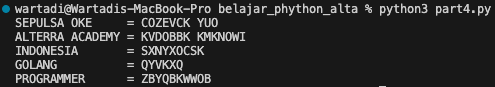 wartadi@Wartadis-MacBook-Pro belajar_phython_alta % python3 part4.py
SEPULSA OKE = COZEVCK YUO
ALTERRA ACADEMY = KVDOBBK KMKNOWI
INDONESIA = SXNYXOCSK
GOLANG = QYVKXQ
PROGRAMMER = ZBYQBKWWOB